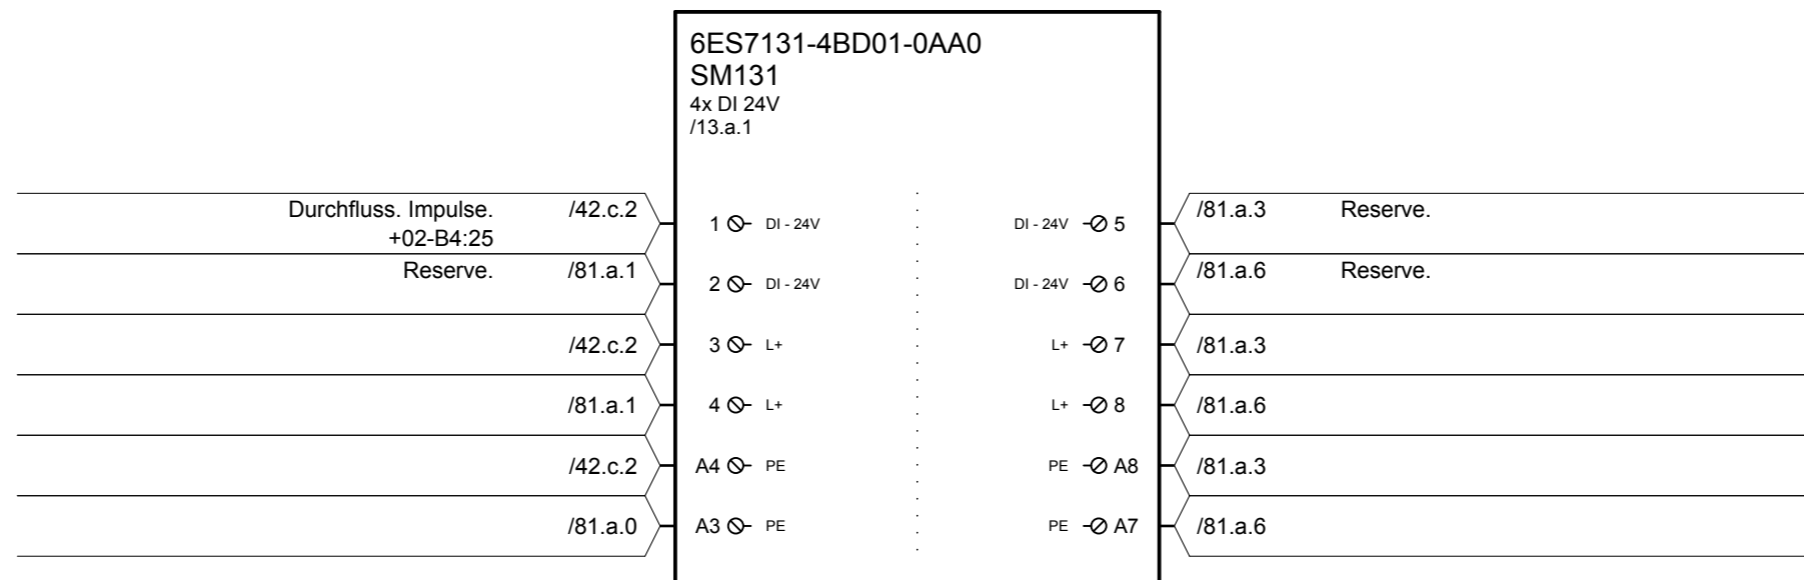 6ES7131-4BD01-0AA0
SM131
4x DI 24V
/13.a.1
Durchfluss. Impulse. /42.c.2 1 DI - 24V DI - 24V 5 /81.a.3 Reserve.
+02-B4:25
Reserve. /81.a.1 2 DI - 24V DI - 24V 6 /81.a.6 Reserve.
/42.c.2 3 L+ L+ 7 /81.a.3
/81.a.1 4 L+ L+ 8 /81.a.6
/42.c.2 A4 PE PE A8 /81.a.3
/81.a.0 A3 PE PE A7 /81.a.6